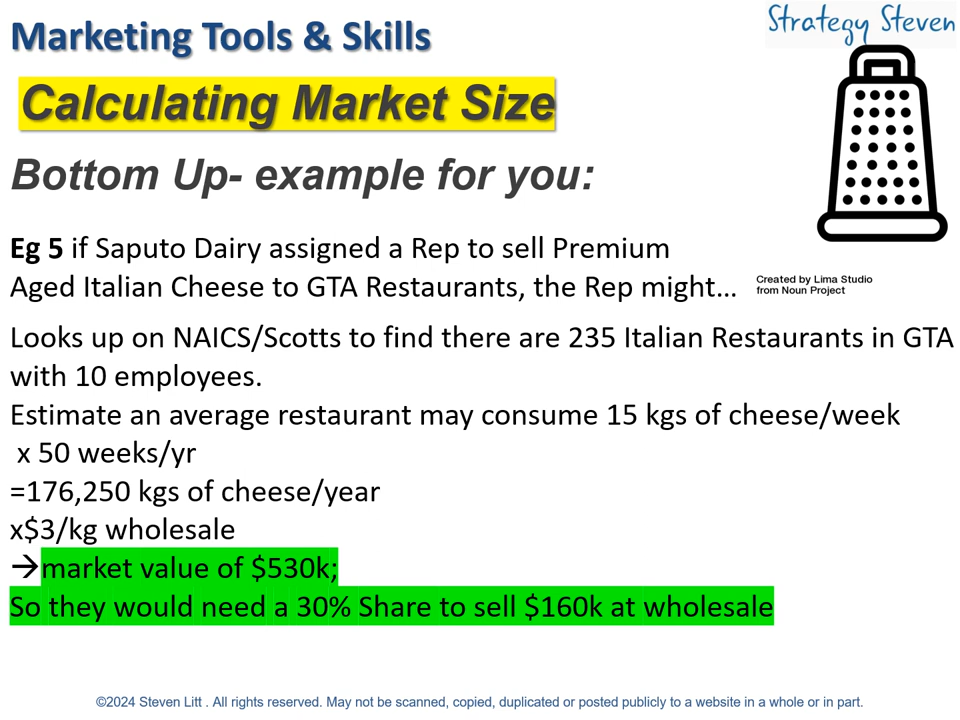 Marketing Tools & Skills
Strategy Steven
Calculating Market Size
Bottom Up- example for you:
Eg 5 if Saputo Dairy assigned a Rep to sell Premium
Aged Italian Cheese to GTA Restaurants, the Rep might…
Created by Lima Studio
from Noun Project
Looks up on NAICS/Scotts to find there are 235 Italian Restaurants in GTA
with 10 employees.
Estimate an average restaurant may consume 15 kgs of cheese/week
x 50 weeks/yr
=176,250 kgs of cheese/year
x$3/kg wholesale
→market value of $530k;
So they would need a 30% Share to sell $160k at wholesale
©2024 Steven Litt . All rights reserved. May not be scanned, copied, duplicated or posted publicly to a website in a whole or in part.